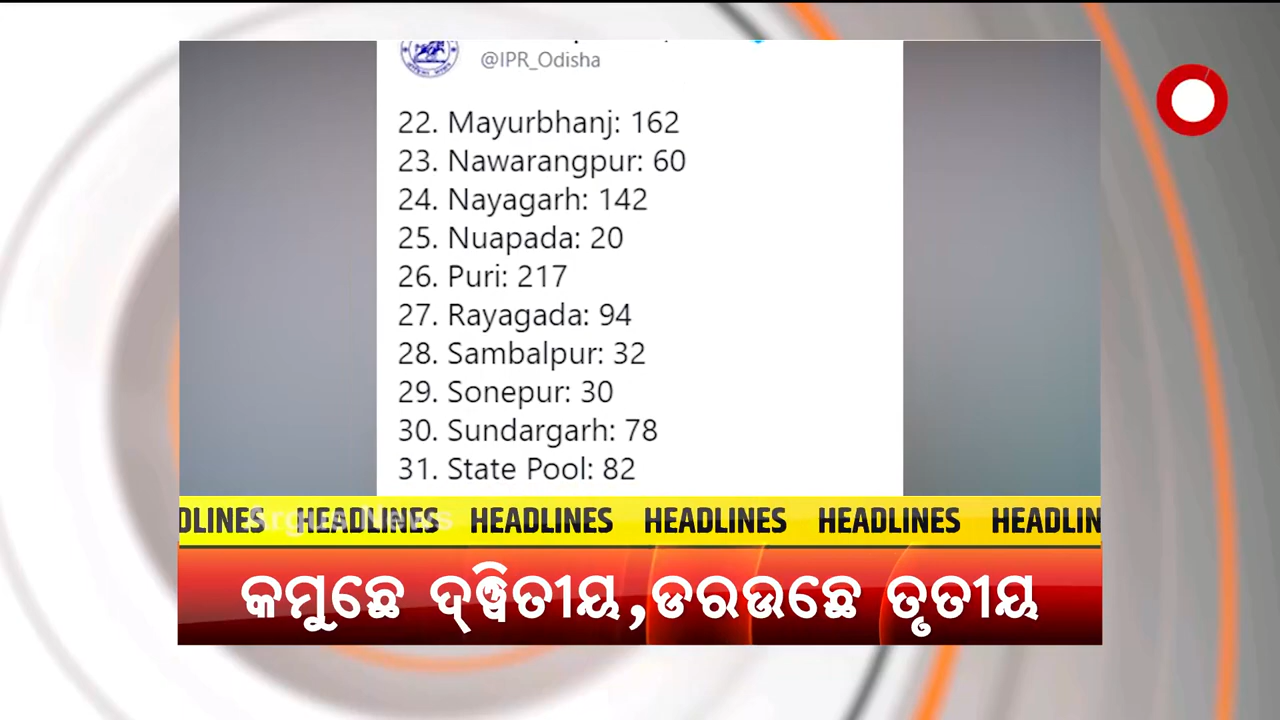 @IPR_Odisha
22. Mayurbhanj: 162
23. Nawarangpur: 60
24. Nayagarh: 142
25. Nuapada: 20
26. Puri: 217
27. Rayagada: 94
28. Sambalpur: 32
29. Sonepur: 30
30. Sundargarh: 78
31. State Pool: 82
DLINES HEADLINES HEADLINES HEADLINES HEADLINES HEADLIN
Argus News
କମୁଛେ ଦ୍ୱିତୀୟ,ଡରଉଛେ ତୃତୀୟ